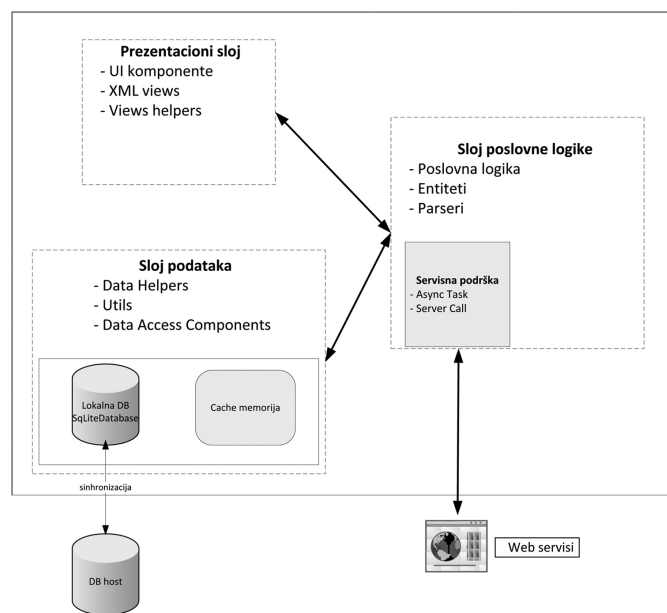 Prezentacioni sloj
- UI komponente
- XML views
- Views helpers
Sloj poslovne logike
- Poslovna logika
- Entiteti
- Parseri
Servisna podrška
- Async Task
- Server Call
Sloj podataka
- Data Helpers
- Utils
- Data Access Components
Lokalna DB
SqLiteDatabase
Cache memorija
sinhronizacija
DB host
Web servisi